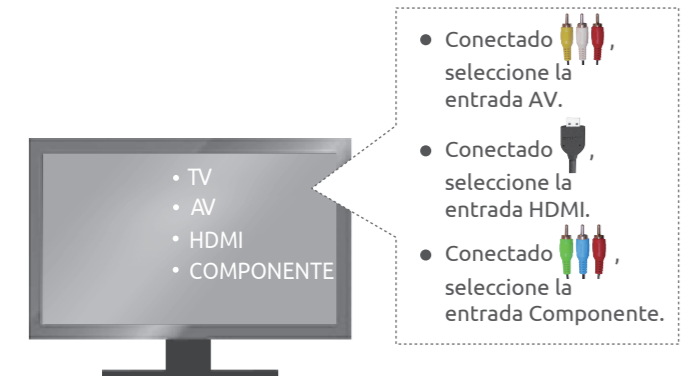 • TV
• AV
• HDMI
• COMPONENTE
● Conectado ,
seleccione la
entrada AV.
● Conectado ,
seleccione la
entrada HDMI.
● Conectado ,
seleccione la
entrada Componente.